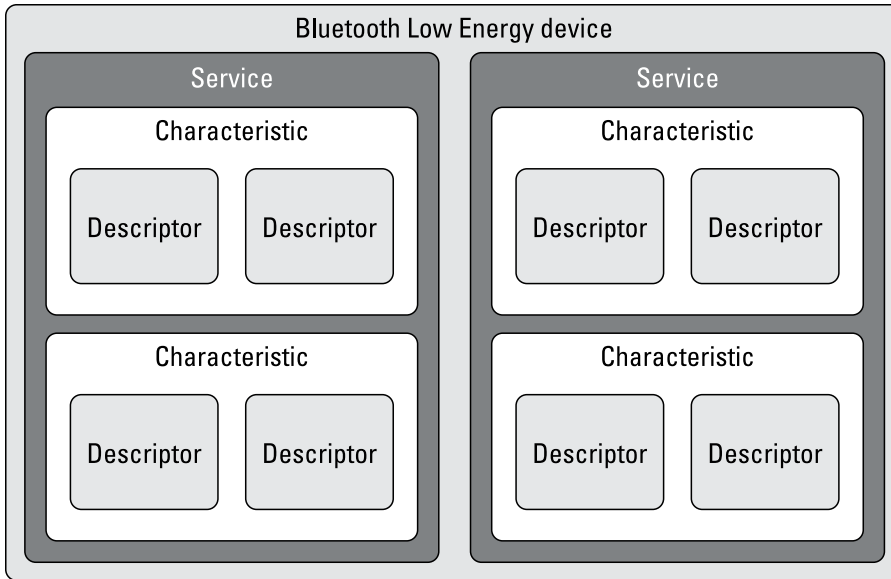 Bluetooth Low Energy device
Service
Characteristic
Descriptor Descriptor
Characteristic
Descriptor Descriptor
Service
Characteristic
Descriptor Descriptor
Characteristic
Descriptor Descriptor